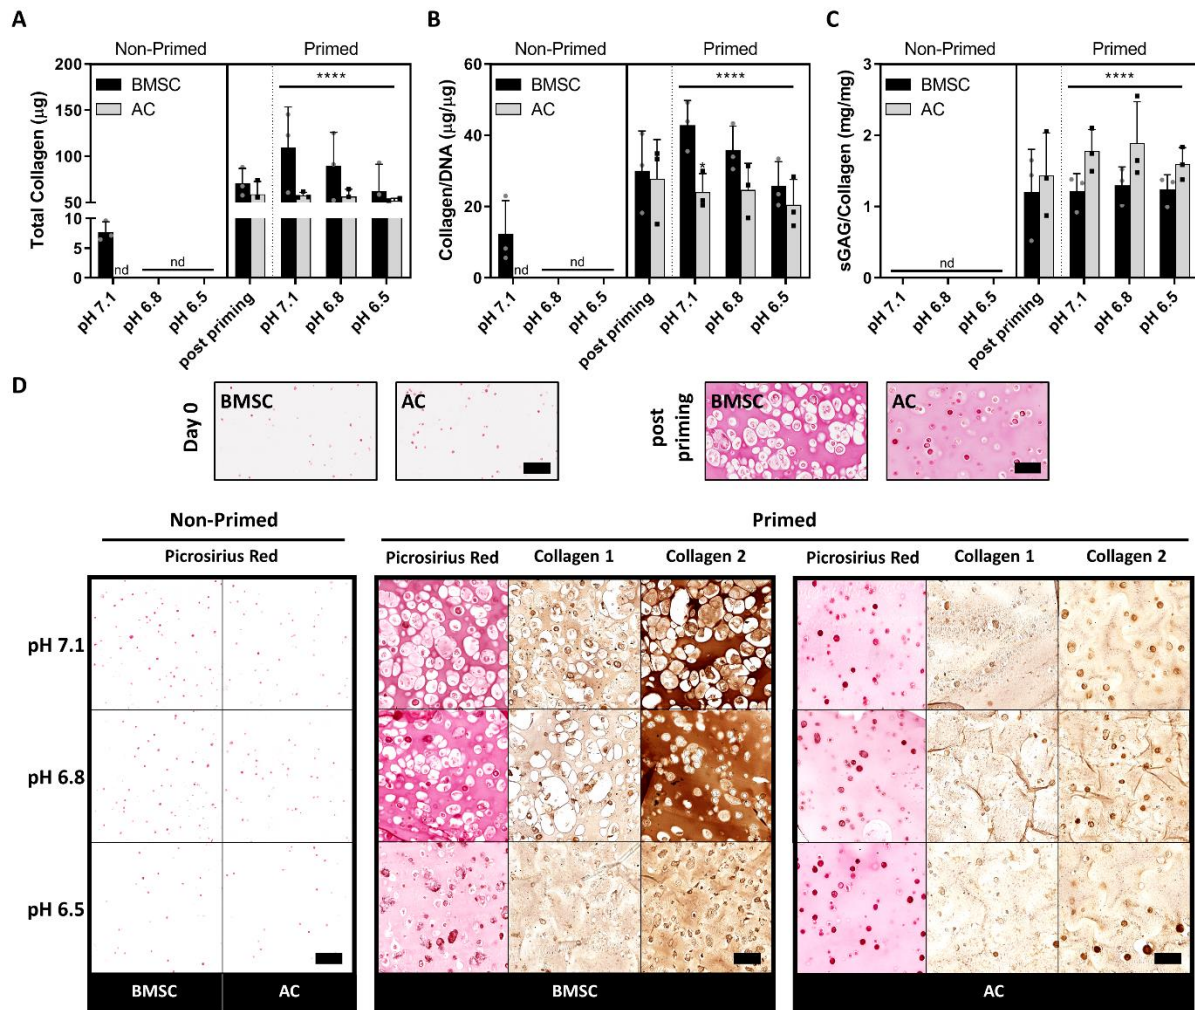 A
Non-Primed
Primed
Total Collagen (µg)
200
150
100
50
10
5
0
BMSC
AC
****
nd
nd
pH 7.1
pH 6.8
pH 6.5
post priming
pH 7.1
pH 6.8
pH 6.5
B
Non-Primed
Primed
Collagen/DNA (µg/µg)
60
40
20
0
BMSC
AC
****
*
nd
nd
pH 7.1
pH 6.8
pH 6.5
post priming
pH 7.1
pH 6.8
pH 6.5
C
Non-Primed
Primed
sGAG/Collagen (mg/mg)
3
2
1
0
BMSC
AC
****
nd
pH 7.1
pH 6.8
pH 6.5
post priming
pH 7.1
pH 6.8
pH 6.5
D
Day 0
BMSC
AC
post
priming
BMSC
AC
Non-Primed
Primed
Picrosirius Red
Picrosirius Red
Collagen 1
Collagen 2
Picrosirius Red
Collagen 1
Collagen 2
pH 7.1
pH 6.8
pH 6.5
BMSC
AC
BMSC
AC